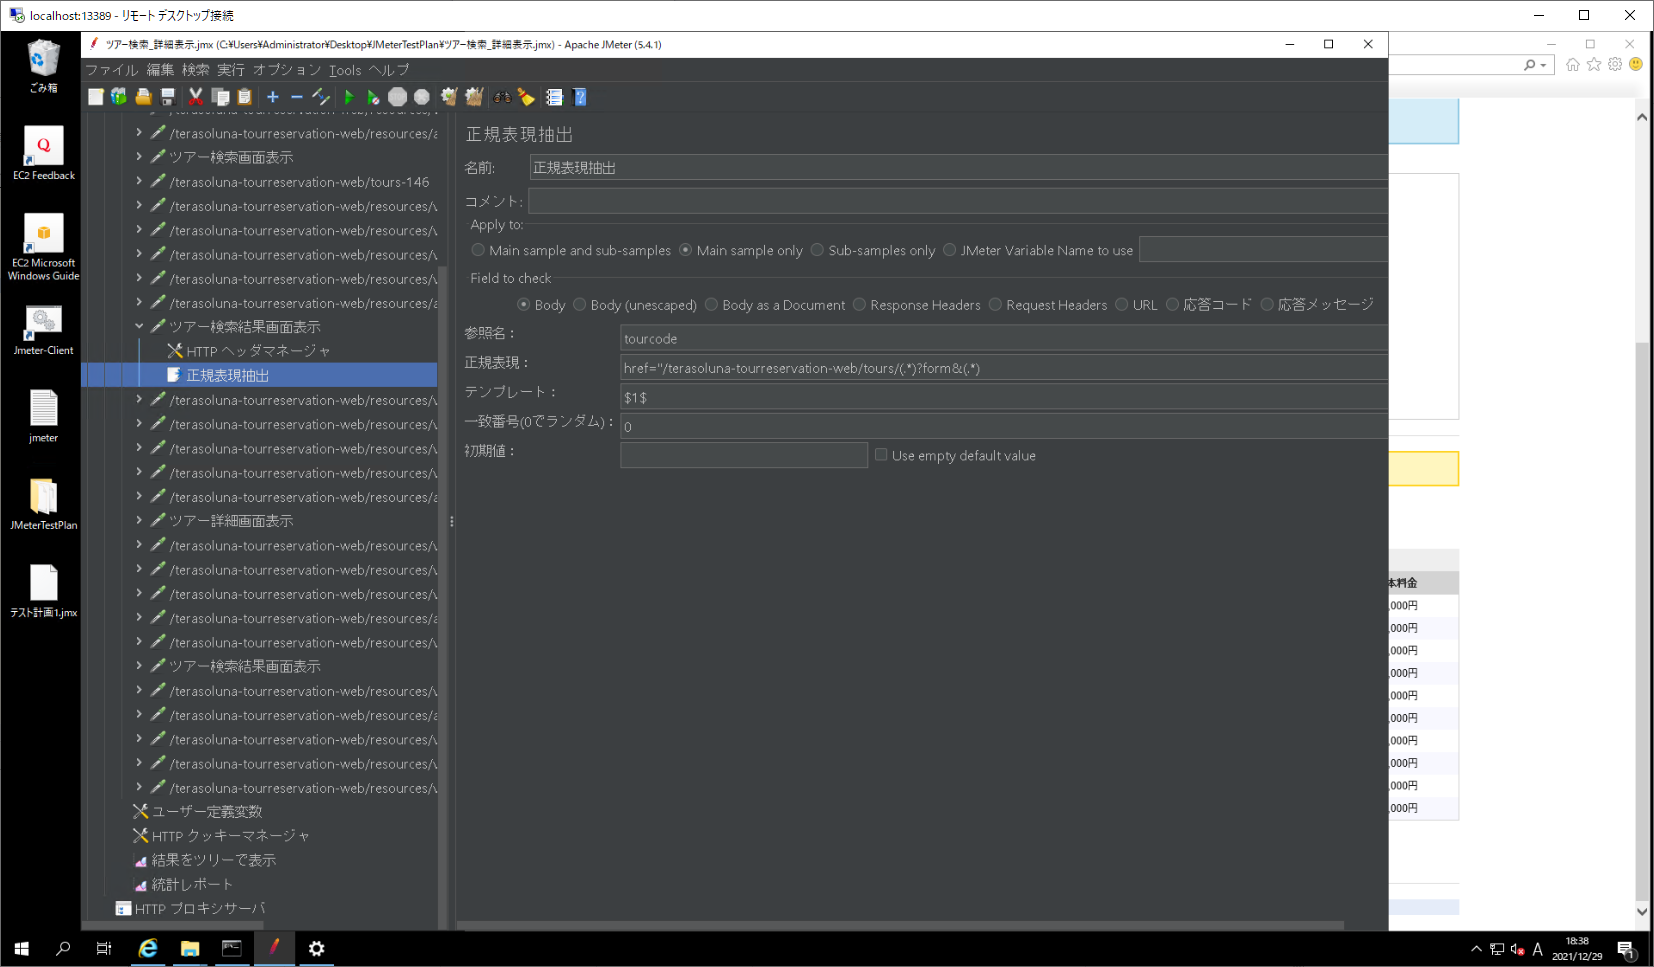 localhost:13389 - リモート デスクトップ接続
ごみ箱
EC2 Feedback
EC2 Microsoft
Windows Guide
Jmeter-Client
jmeter
JMeterTestPlan
テスト計画1.jmx
ツアー検索_詳細表示.jmx (C:¥Users¥Administrator¥Desktop¥JMeterTestPlan¥ツアー検索_詳細表示.jmx) - Apache JMeter (5.4.1)
ファイル 編集 検索 実行 オプション Tools ヘルプ
/terasoluna-tourreservation-web/resources/a
ツアー検索画面表示
/terasoluna-tourreservation-web/tours-146
/terasoluna-tourreservation-web/resources/v
/terasoluna-tourreservation-web/resources/v
/terasoluna-tourreservation-web/resources/v
/terasoluna-tourreservation-web/resources/v
/terasoluna-tourreservation-web/resources/a
ツアー検索結果画面表示
HTTP ヘッダマネージャ
正規表現抽出
/terasoluna-tourreservation-web/resources/v
/terasoluna-tourreservation-web/resources/v
/terasoluna-tourreservation-web/resources/v
/terasoluna-tourreservation-web/resources/v
/terasoluna-tourreservation-web/resources/a
ツアー詳細画面表示
/terasoluna-tourreservation-web/resources/v
/terasoluna-tourreservation-web/resources/v
/terasoluna-tourreservation-web/resources/v
/terasoluna-tourreservation-web/resources/a
/terasoluna-tourreservation-web/resources/v
ツアー検索結果画面表示
/terasoluna-tourreservation-web/resources/v
/terasoluna-tourreservation-web/resources/a
/terasoluna-tourreservation-web/resources/v
/terasoluna-tourreservation-web/resources/v
/terasoluna-tourreservation-web/resources/v
ユーザー定義変数
HTTP クッキーマネージャ
結果をツリーで表示
統計レポート
HTTP プロキシサーバ
正規表現抽出
名前: 正規表現抽出
コメント:
Apply to:
Main sample and sub-samples Main sample only Sub-samples only JMeter Variable Name to use
Field to check
Body Body (unescaped) Body as a Document Response Headers Request Headers URL 応答コード 応答メッセージ
参照名： tourcode
正規表現： href="/terasoluna-tourreservation-web/tours/(.*)?form&(.*)
テンプレート： $1$
一致番号(0でランダム)： 0
初期値： Use empty default value
本料金
,000円
,000円
,000円
,000円
,000円
,000円
,000円
,000円
,000円
,000円
A
18:38
2021/12/29
1